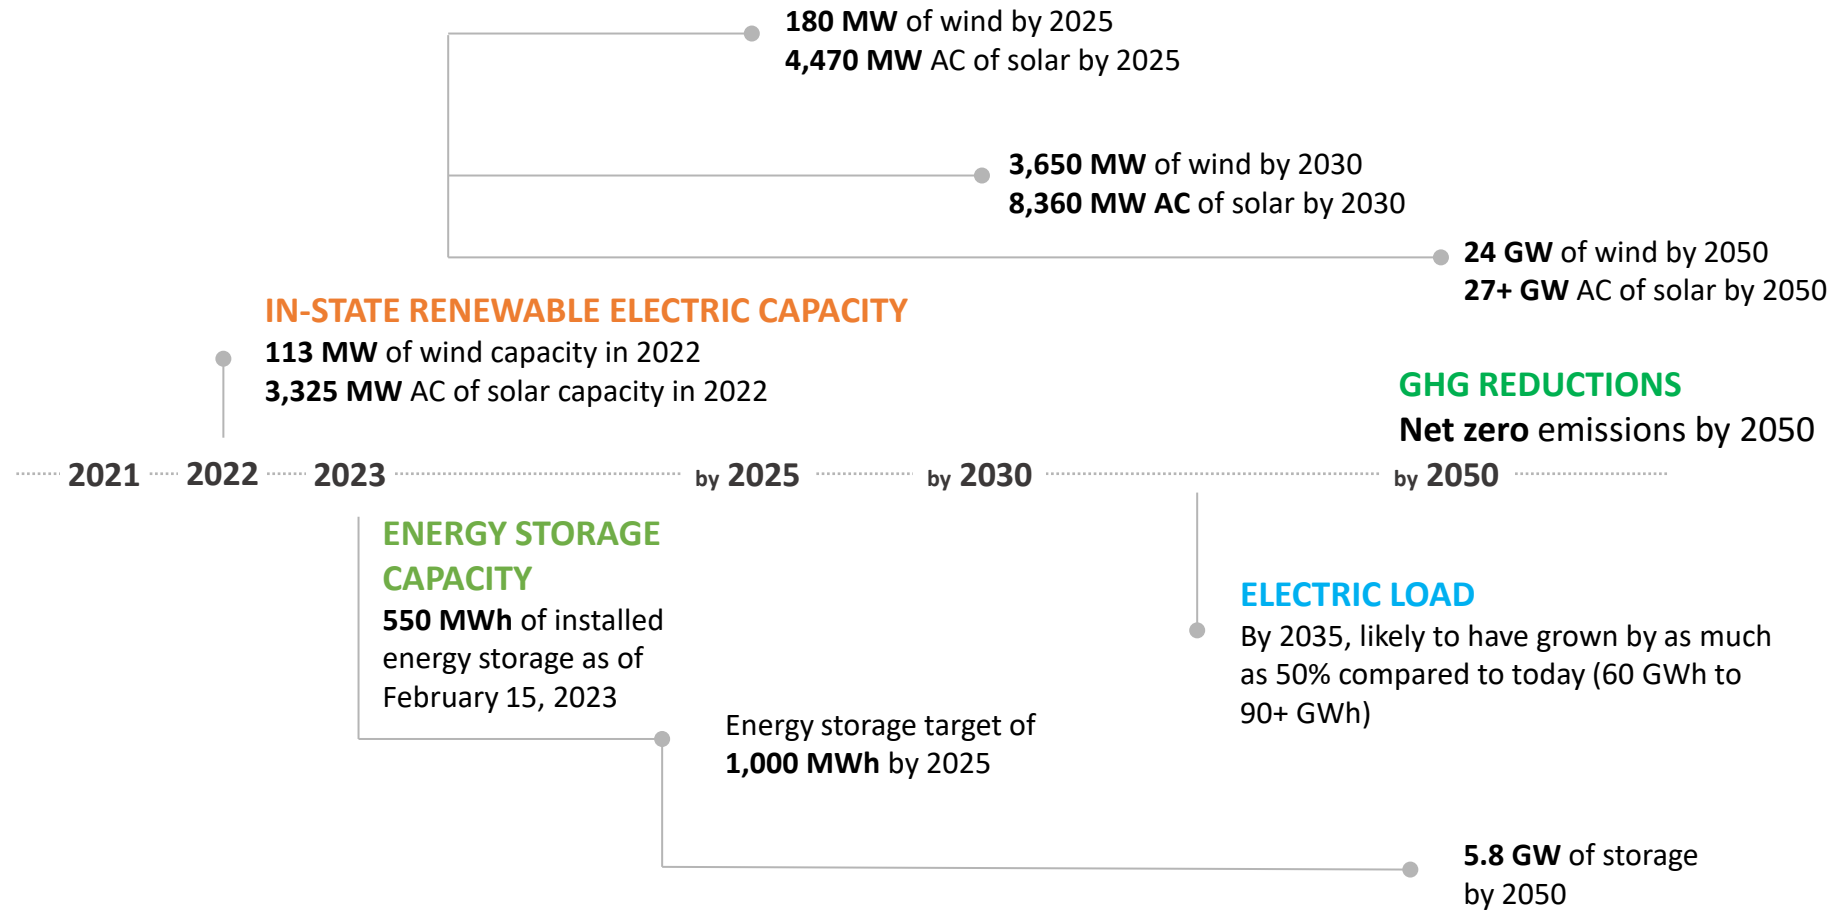 180 MW of wind by 2025
4,470 MW AC of solar by 2025
3,650 MW of wind by 2030
8,360 MW AC of solar by 2030
24 GW of wind by 2050
27+ GW AC of solar by 2050
IN-STATE RENEWABLE ELECTRIC CAPACITY
113 MW of wind capacity in 2022
3,325 MW AC of solar capacity in 2022
GHG REDUCTIONS
Net zero emissions by 2050
2021 2022 2023 by 2025 by 2030 by 2050
ENERGY STORAGE
CAPACITY
550 MWh of installed
energy storage as of
February 15, 2023
Energy storage target of
1,000 MWh by 2025
ELECTRIC LOAD
By 2035, likely to have grown by as much
as 50% compared to today (60 GWh to
90+ GWh)
5.8 GW of storage
by 2050